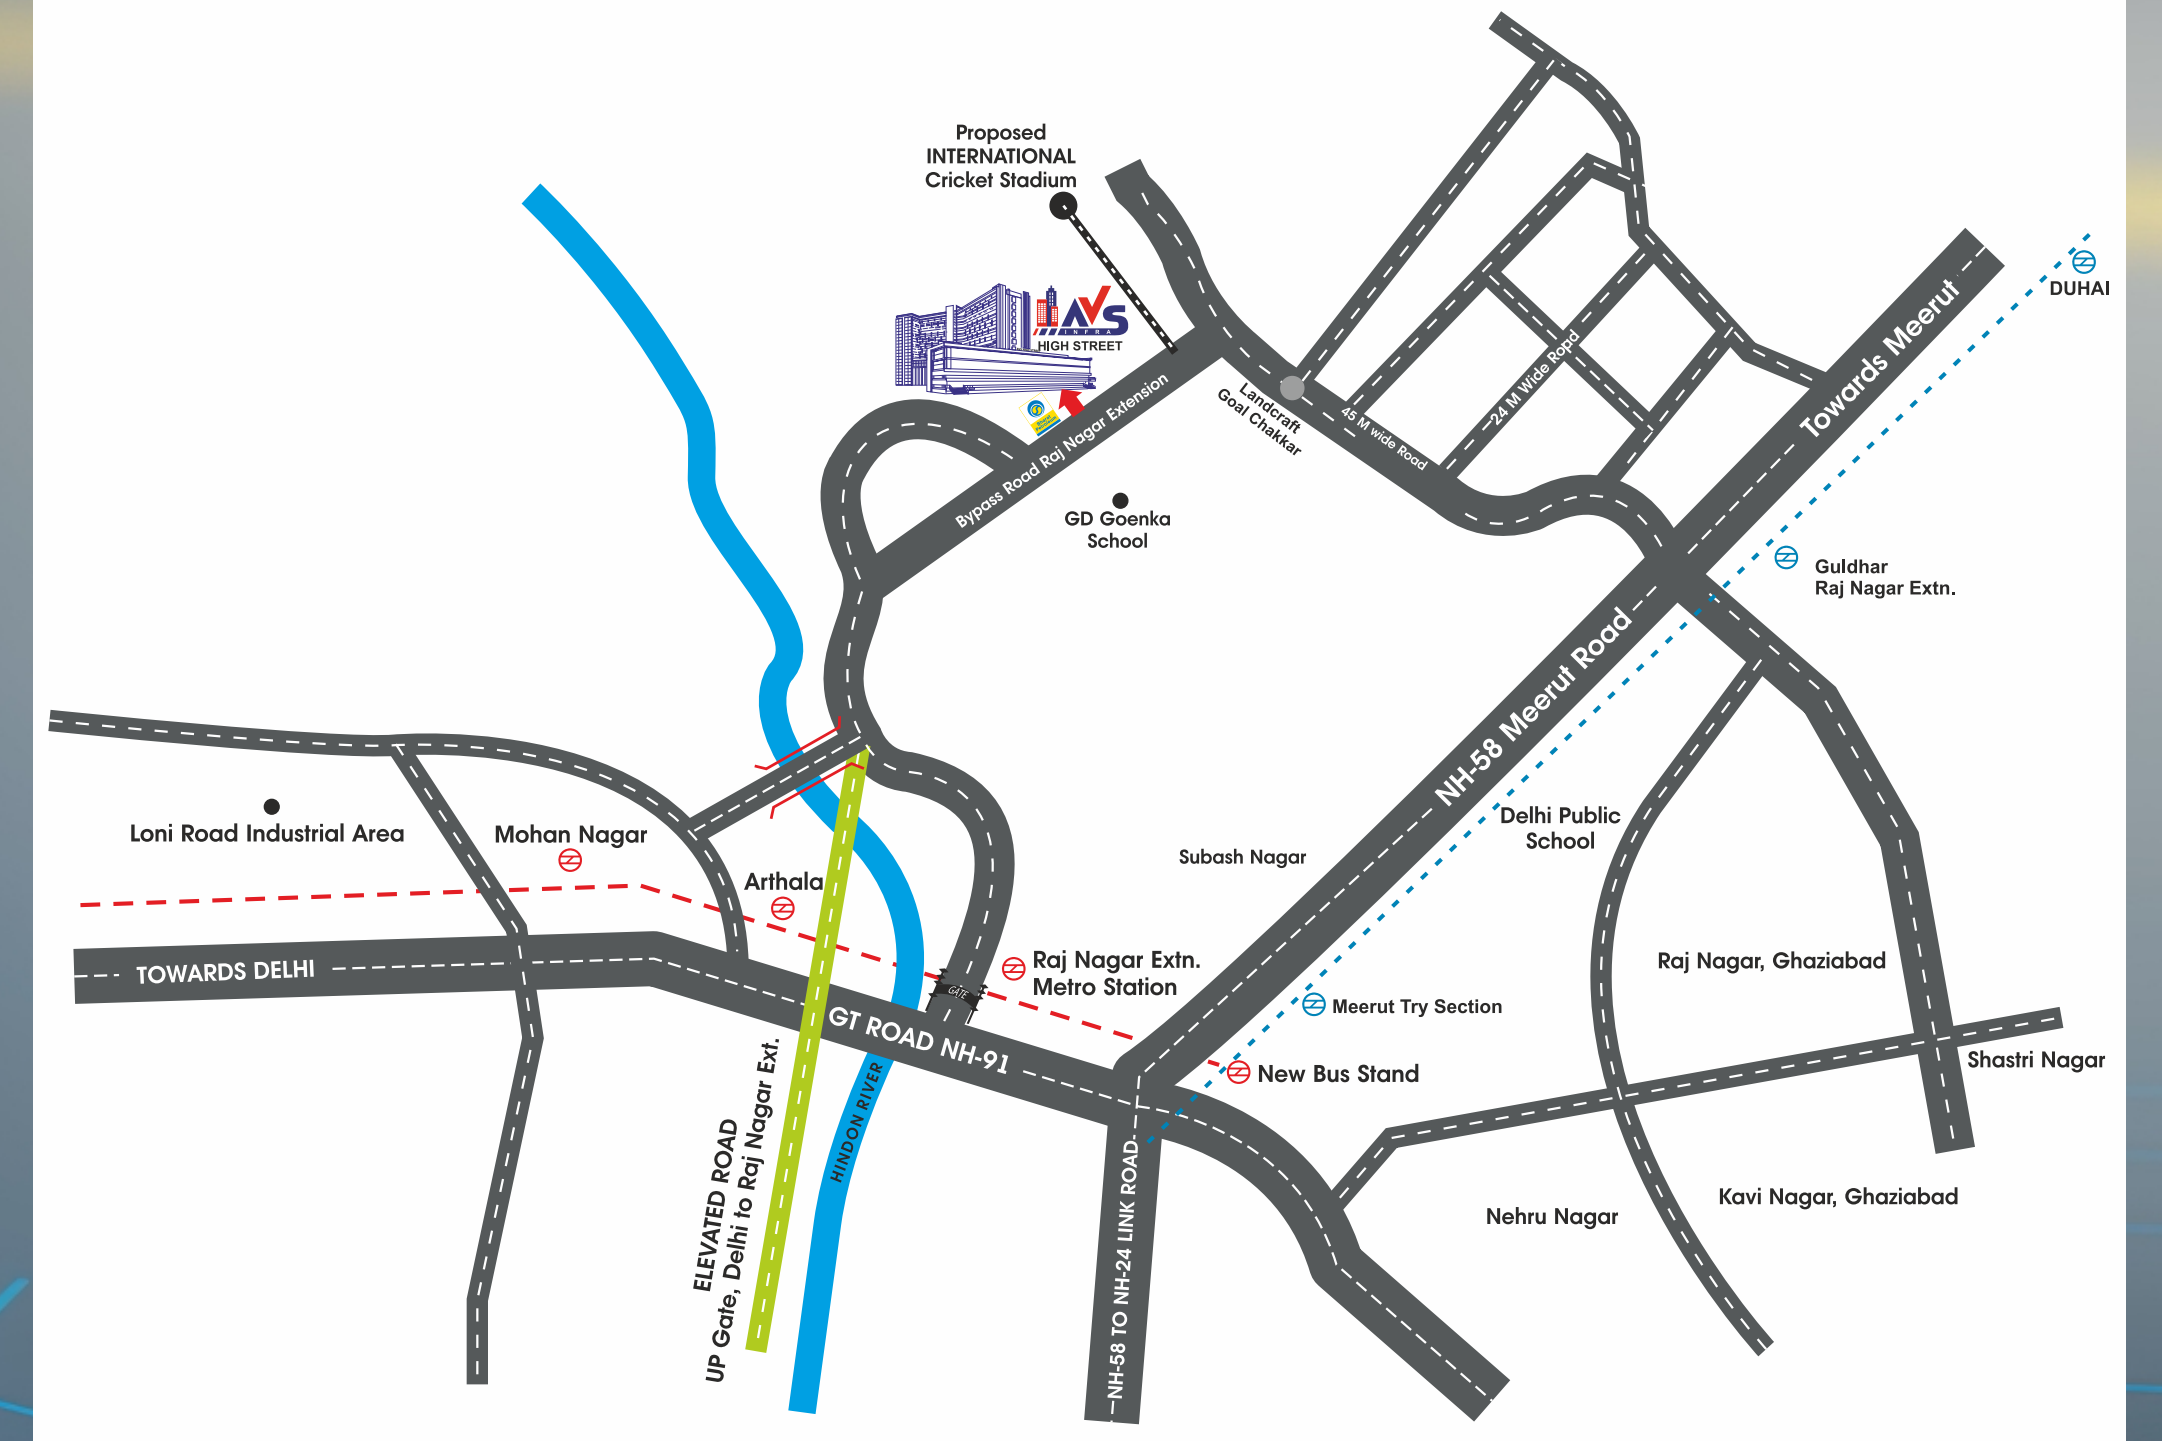 Proposed
INTERNATIONAL
Cricket Stadium
AVS
INFRA
HIGH STREET
DUHAI
Towards Meerut
Landcraft
Goal Chakkar
45 M wide Road
24 M Wide Road
Bypass Road Raj Nagar Extension
GD Goenka
School
Guldhar
Raj Nagar Extn.
NH-58 Meerut Road
Delhi Public
School
Subash Nagar
Loni Road Industrial Area
Mohan Nagar
Arthala
Raj Nagar Extn.
Metro Station
GATE
Raj Nagar, Ghaziabad
TOWARDS DELHI
GT ROAD NH-91
Meerut Try Section
New Bus Stand
Shastri Nagar
ELEVATED ROAD
UP Gate, Delhi to Raj Nagar Ext.
HINDON RIVER
NH-58 TO NH-24 LINK ROAD
Nehru Nagar
Kavi Nagar, Ghaziabad